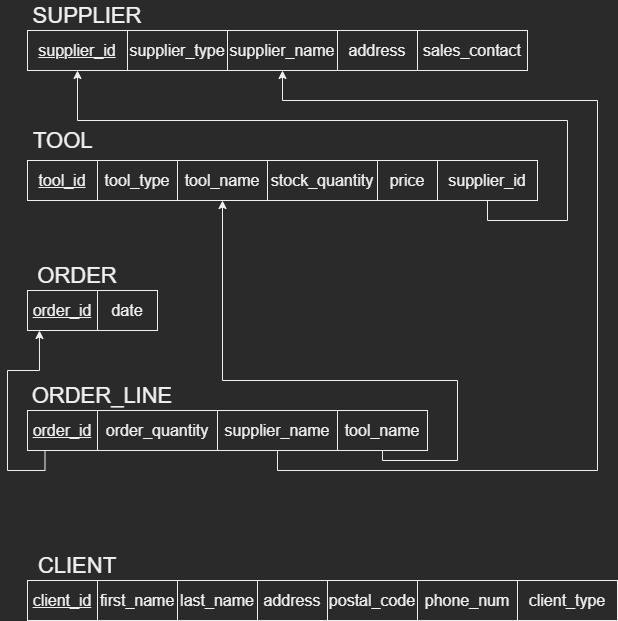 SUPPLIER
supplier_id supplier_type supplier_name address sales_contact
TOOL
tool_id tool_type tool_name stock_quantity price supplier_id
ORDER
order_id date
ORDER_LINE
order_id order_quantity supplier_name tool_name
CLIENT
client_id first_name last_name address postal_code phone_num client_type